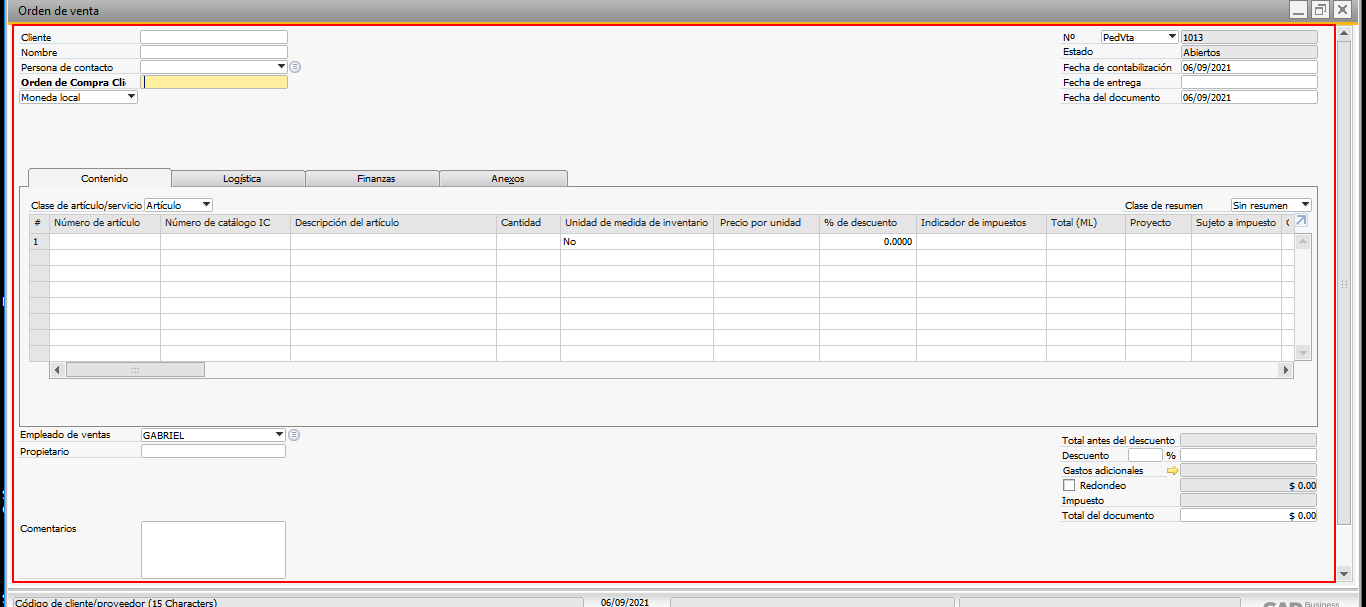 Orden de venta
Cliente
Nombre
Persona de contacto
Orden de Compra Cli
Moneda local
Nº PedVta 1013
Estado Abiertos
Fecha de contabilización 06/09/2021
Fecha de entrega
Fecha del documento 06/09/2021
Contenido Logística Finanzas Anexos
Clase de artículo/servicio Artículo Clase de resumen Sin resumen
# Número de artículo Número de catálogo IC Descripción del artículo Cantidad Unidad de medida de inventario Precio por unidad % de descuento Indicador de impuestos Total (ML) Proyecto Sujeto a impuesto
1 No 0.0000
Empleado de ventas GABRIEL
Propietario
Comentarios
Total antes del descuento
Descuento %
Gastos adicionales
Redondeo $ 0.00
Impuesto
Total del documento $ 0.00
Código de cliente/proveedor (15 Characters) 06/09/2021 Business